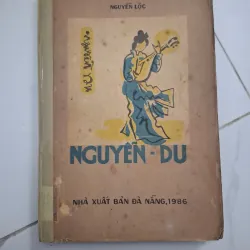 NGUYỄN LỘC
NGUYỄN - DU
NHÀ XUẤT BẢN ĐÀ NẴNG, 1986